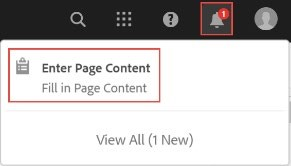 1
Enter Page Content
Fill in Page Content
View All (1 New)